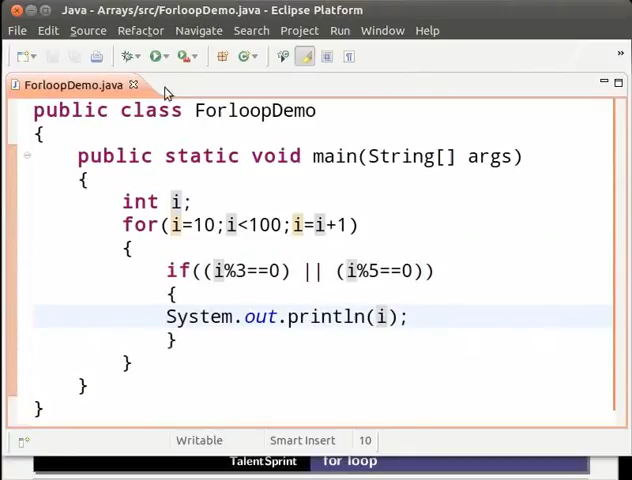 Java - Arrays/src/ForloopDemo.java - Eclipse Platform
File Edit Source Refactor Navigate Search Project Run Window Help
ForloopDemo.java
public class ForloopDemo
{
public static void main(String[] args)
{
int i;
for(i=10;i<100;i=i+1)
{
if((i%3==0) || (i%5==0))
{
System.out.println(i);
}
}
}
}
Writable Smart Insert 10
TalentSprint for loop